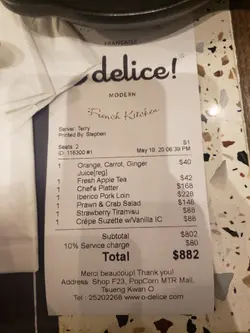 o delice!
MODERN
French Kitchen
Server: Terry
Printed By: Stephen
S1
Seats: 2 May 19, 20 06:39 PM
ID: 116300 #1
1 Orange, Carrot, Ginger $40
Juice[reg]
1 Fresh Apple Tea $42
1 Chef's Platter $168
1 Iberico Pork Loin $228
1 Prawn & Crab Salad $148
1 Strawberry Tiramisu $88
1 Crêpe Suzette w/Vanilla IC $88
Subtotal $802
10% Service charge $80
Total $882
Merci beaucoup! Thank you!
Address: Shop F23, PopCorn MTR Mall,
Tseung Kwan O
Tel : 25202268 www.o-delice.com